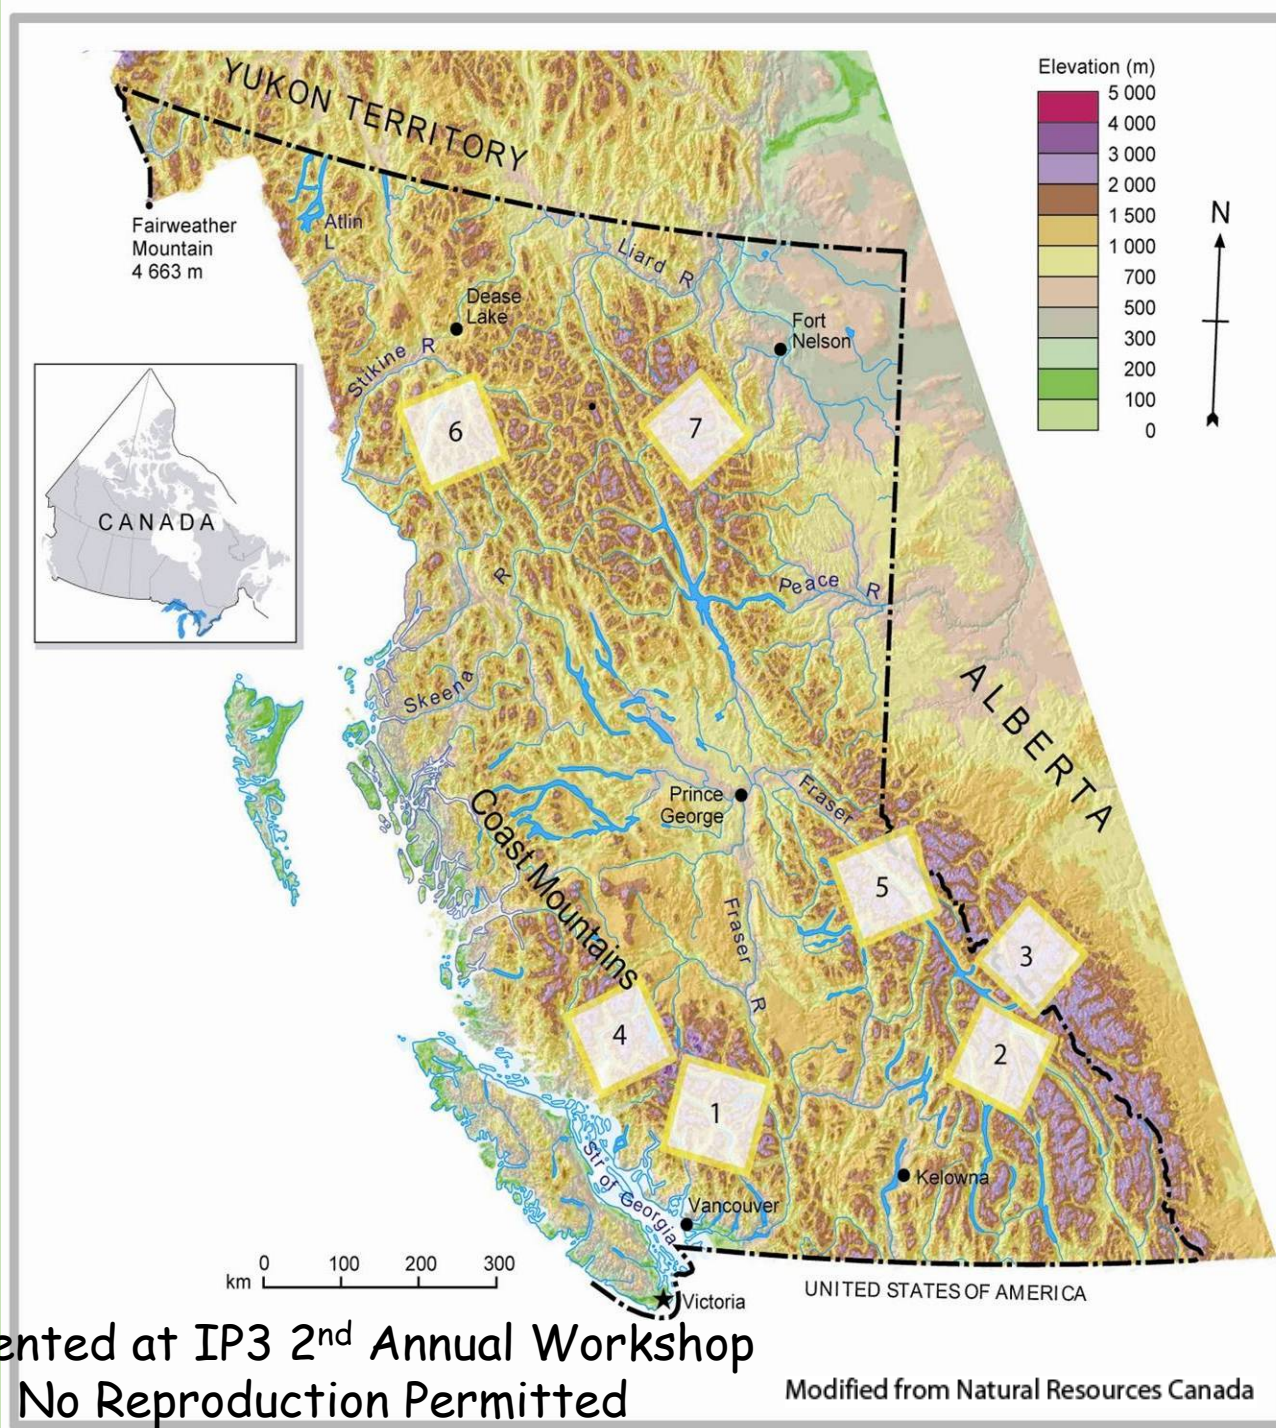 YUKON TERRITORY
Elevation (m)
5 000
4 000
3 000
2 000
1 500
1 000
700
500
300
200
100
0
N
Fairweather
Mountain
4 663 m
Atlin
L
Liard R
Dease
Lake
Fort
Nelson
Stikine R
6
7
CANADA
R
Peace R
Skeena
ALBERTA
Prince
George
Fraser
Coast Mountains
5
Fraser R
3
4
2
1
Str of Georgia
Kelowna
Vancouver
0 100 200 300
km
Victoria
UNITED STATES OF AMERICA
ented at IP3 2nd Annual Workshop
No Reproduction Permitted
Modified from Natural Resources Canada